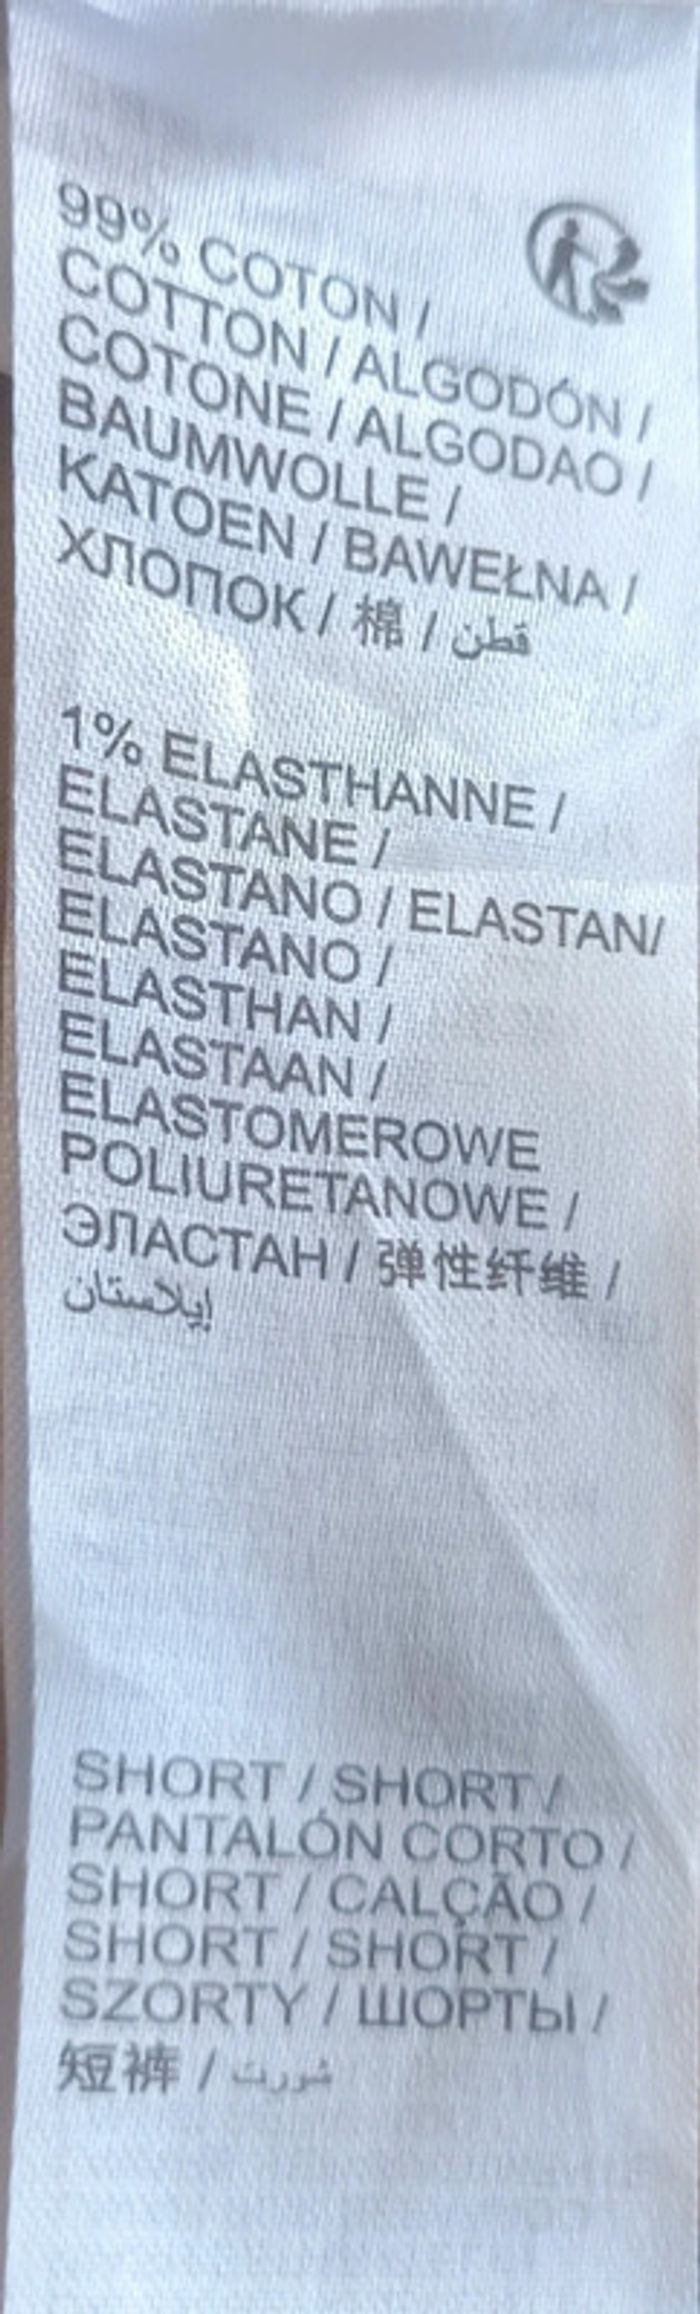 99% COTON /
COTTON / ALGODÓN /
COTONE / ALGODAO /
BAUMWOLLE /
KATOEN / BAWEŁNA /
ХЛОПОК / 棉 / قطن
1% ELASTHANNE /
ELASTANE /
ELASTANO / ELASTAN/
ELASTANO /
ELASTHAN /
ELASTAAN /
ELASTOMEROWE
POLIURETANOWE /
ЭЛАСТАН / 弹性纤维 /
إيلاستان
SHORT / SHORT /
PANTALÓN CORTO /
SHORT / CALÇÃO /
SHORT / SHORT /
SZORTY / ШОРТЫ /
短裤 / شورت